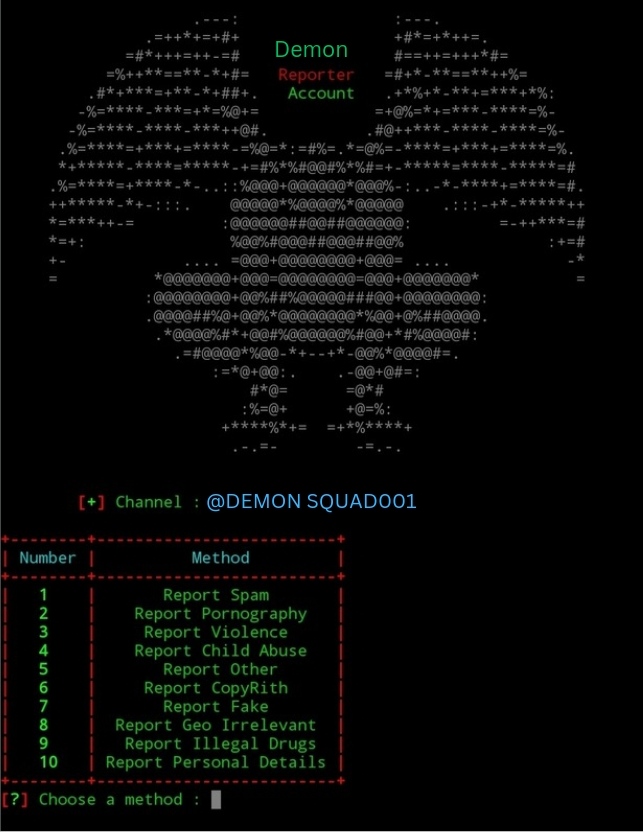 Demon
Reporter
Account
[+] Channel : @DEMON SQUAD001
Number | Method
1 | Report Spam
2 | Report Pornography
3 | Report Violence
4 | Report Child Abuse
5 | Report Other
6 | Report CopyRith
7 | Report Fake
8 | Report Geo Irrelevant
9 | Report Illegal Drugs
10 | Report Personal Details
[?] Choose a method :